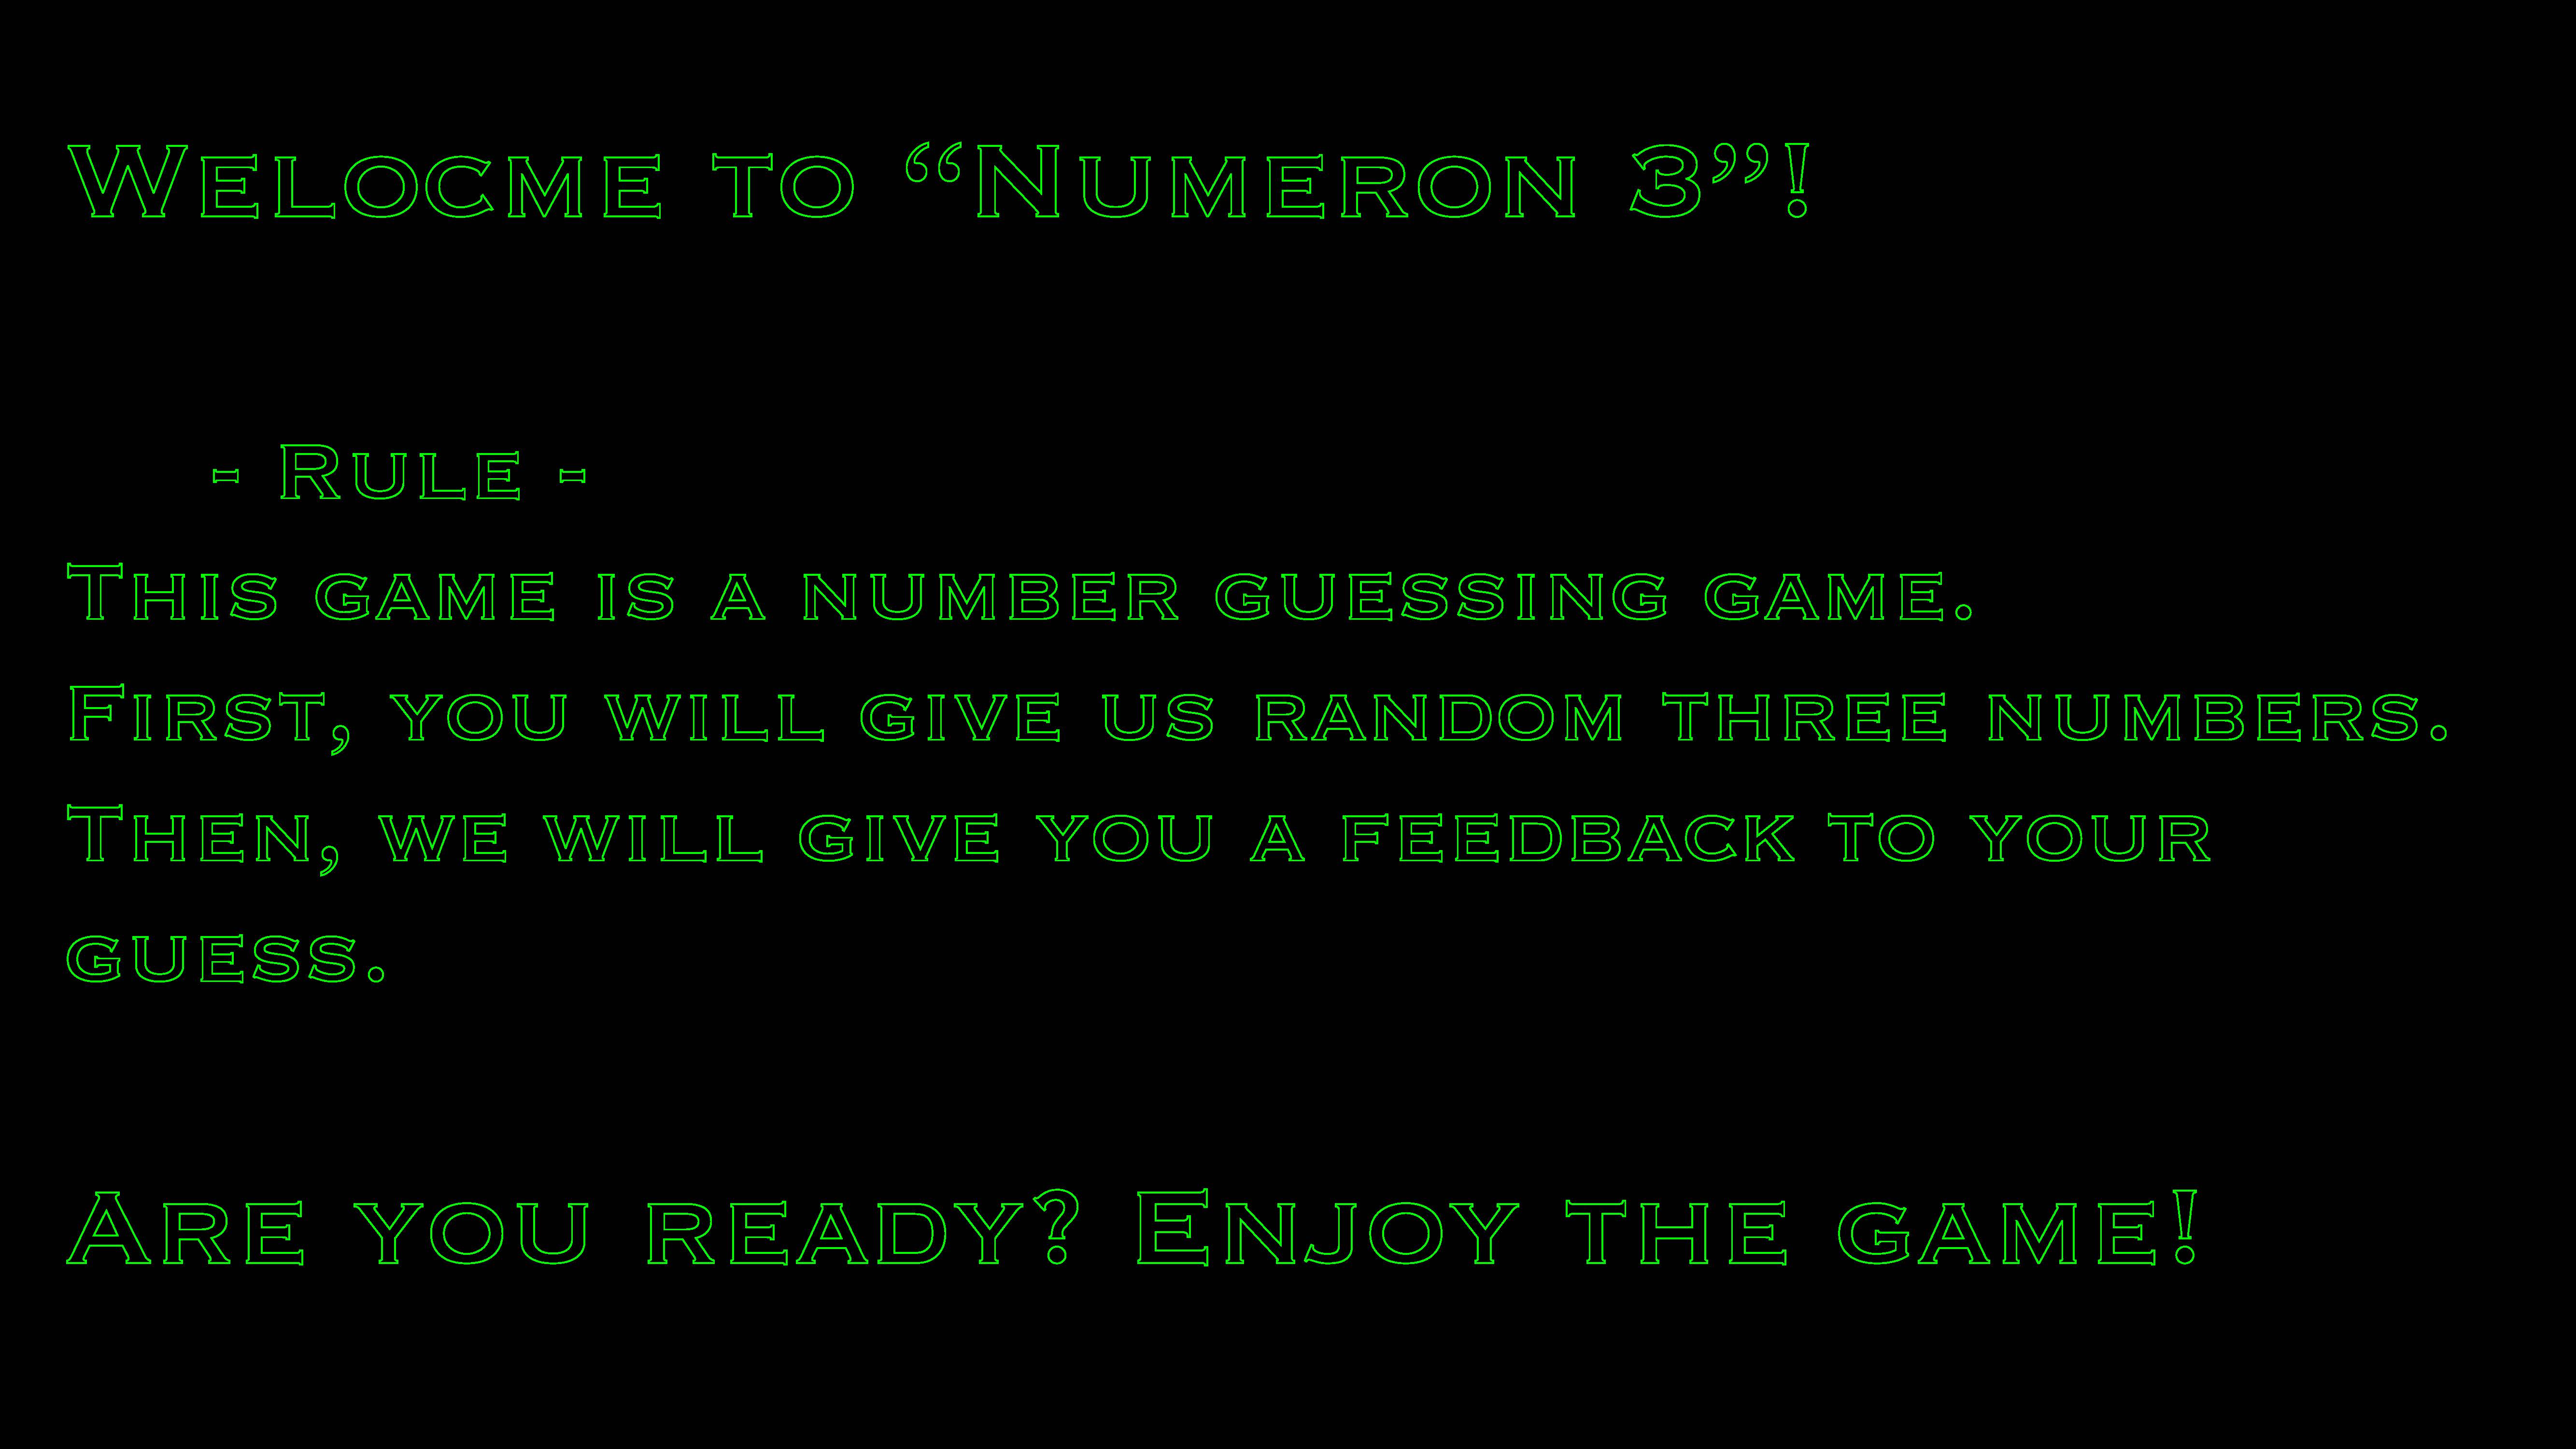 Welocme to “Numeron 3”!
- Rule -
This game is a number guessing game.
First, you will give us random three numbers.
Then, we will give you a feedback to your
guess.
Are you ready? Enjoy the game!